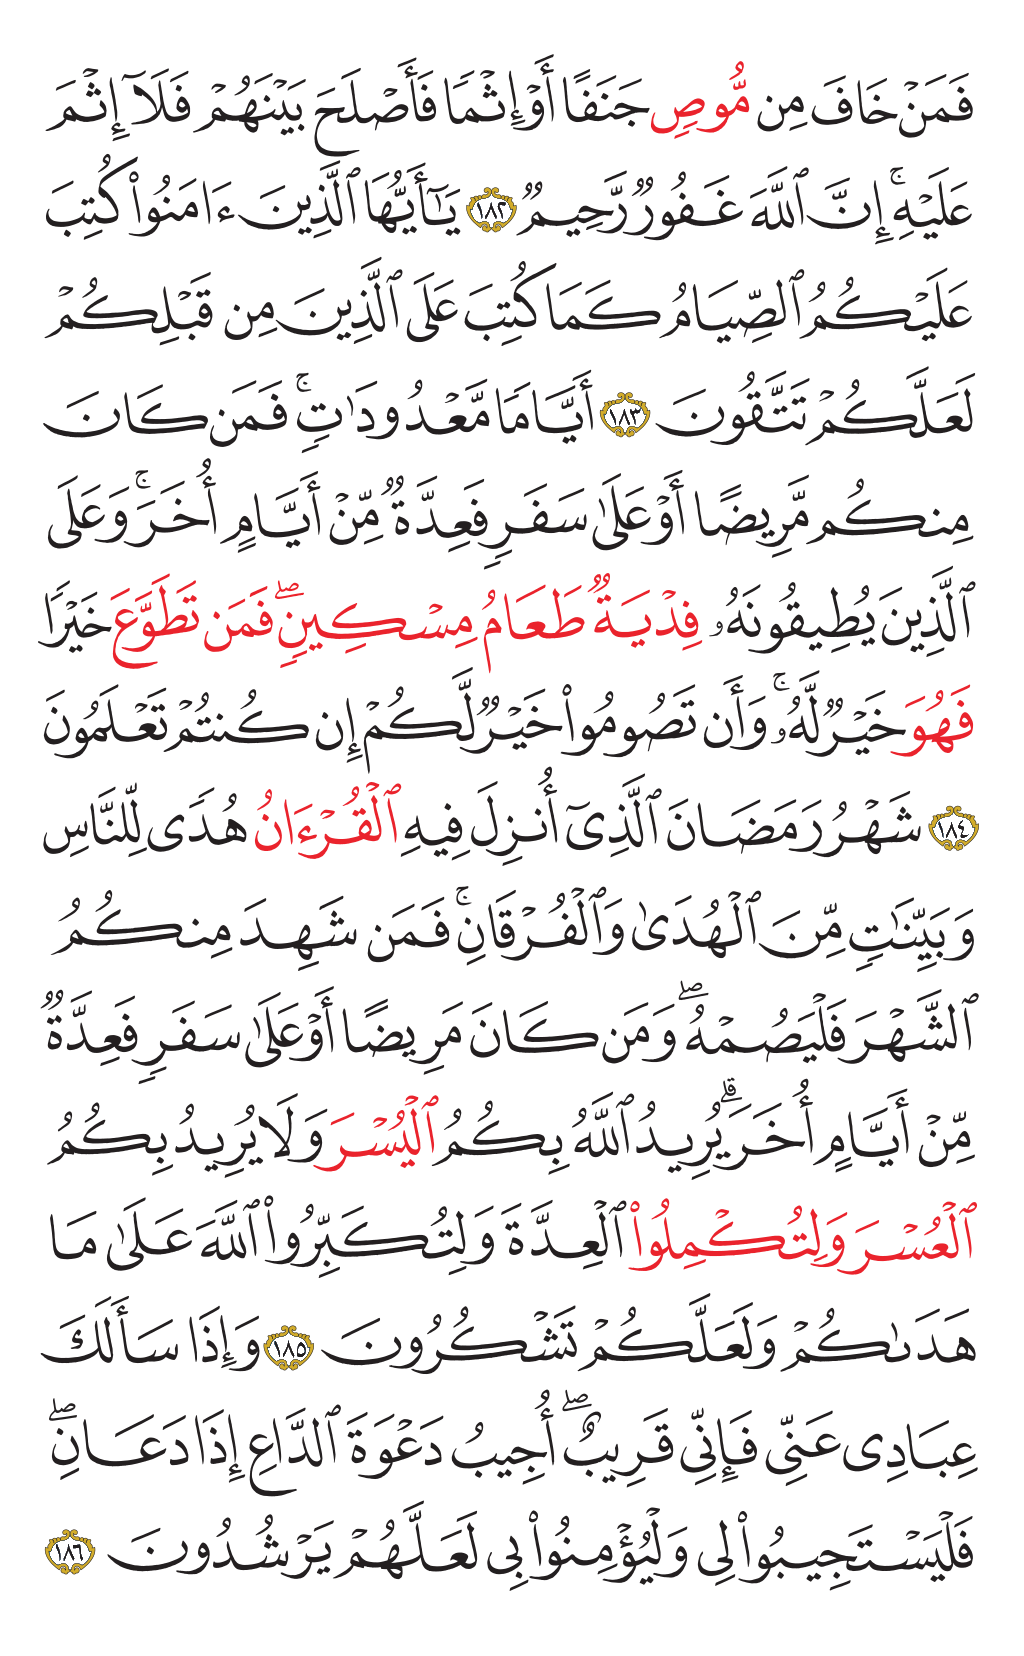 فَمَنْ خَافَ مِن مُّوصٍ جَنَفًا أَوْ إِثْمًا فَأَصْلَحَ بَيْنَهُمْ فَلَآ إِثْمَ
عَلَيْهِۚ إِنَّ ٱللَّهَ غَفُورٌ رَّحِيمٌ ١٨٢ يَـٰٓأَيُّهَا ٱلَّذِينَ ءَامَنُوا۟ كُتِبَ
عَلَيْكُمُ ٱلصِّيَامُ كَمَا كُتِبَ عَلَى ٱلَّذِينَ مِن قَبْلِكُمْ
لَعَلَّكُمْ تَتَّقُونَ ١٨٣ أَيَّامًا مَّعْدُودَٰتٍۚ فَمَن كَانَ
مِنكُم مَّرِيضًا أَوْ عَلَىٰ سَفَرٍ فَعِدَّةٌ مِّنْ أَيَّامٍ أُخَرَۚ وَعَلَى
ٱلَّذِينَ يُطِيقُونَهُۥ فِدْيَةٌ طَعَامُ مِسْكِينٍۖ فَمَن تَطَوَّعَ خَيْرًا
فَهُوَ خَيْرٌ لَّهُۥۚ وَأَن تَصُومُوا۟ خَيْرٌ لَّكُمْ إِن كُنتُمْ تَعْلَمُونَ
١٨٤ شَهْرُ رَمَضَانَ ٱلَّذِىٓ أُنزِلَ فِيهِ ٱلْقُرْءَانُ هُدًى لِّلنَّاسِ
وَبَيِّنَـٰتٍ مِّنَ ٱلْهُدَىٰ وَٱلْفُرْقَانِۚ فَمَن شَهِدَ مِنكُمُ
ٱلشَّهْرَ فَلْيَصُمْهُۖ وَمَن كَانَ مَرِيضًا أَوْ عَلَىٰ سَفَرٍ فَعِدَّةٌ
مِّنْ أَيَّامٍ أُخَرَۗ يُرِيدُ ٱللَّهُ بِكُمُ ٱلْيُسْرَ وَلَا يُرِيدُ بِكُمُ
ٱلْعُسْرَ وَلِتُكْمِلُوا۟ ٱلْعِدَّةَ وَلِتُكَبِّرُوا۟ ٱللَّهَ عَلَىٰ مَا
هَدَىٰكُمْ وَلَعَلَّكُمْ تَشْكُرُونَ ١٨٥ وَإِذَا سَأَلَكَ
عِبَادِى عَنِّى فَإِنِّى قَرِيبٌۖ أُجِيبُ دَعْوَةَ ٱلدَّاعِ إِذَا دَعَانِۖ
فَلْيَسْتَجِيبُوا۟ لِى وَلْيُؤْمِنُوا۟ بِى لَعَلَّهُمْ يَرْشُدُونَ ١٨٦